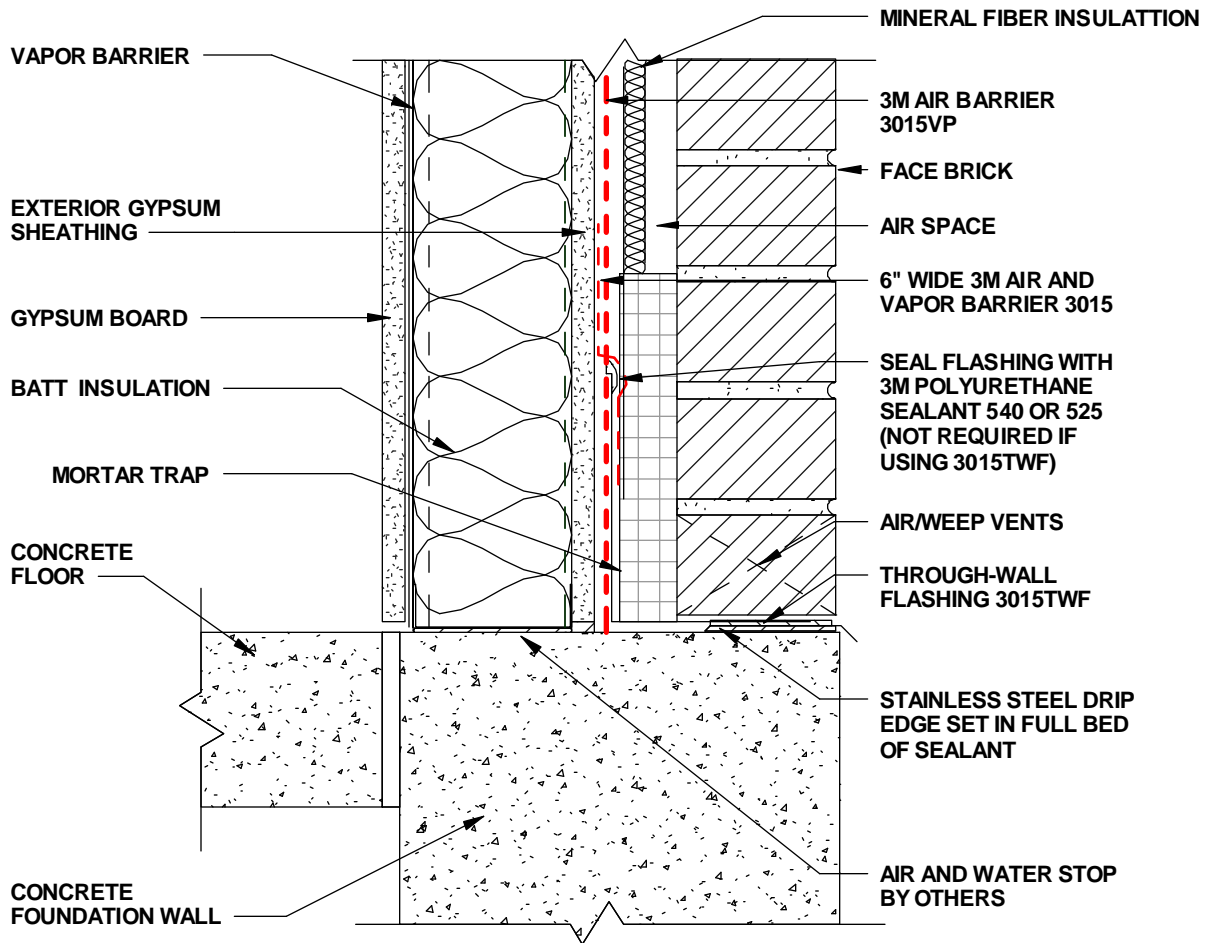 VAPOR BARRIER
EXTERIOR GYPSUM
SHEATHING
GYPSUM BOARD
BATT INSULATION
MORTAR TRAP
CONCRETE
FLOOR
CONCRETE
FOUNDATION WALL
MINERAL FIBER INSULATTION
3M AIR BARRIER
3015VP
FACE BRICK
AIR SPACE
6" WIDE 3M AIR AND
VAPOR BARRIER 3015
SEAL FLASHING WITH
3M POLYURETHANE
SEALANT 540 OR 525
(NOT REQUIRED IF
USING 3015TWF)
AIR/WEEP VENTS
THROUGH-WALL
FLASHING 3015TWF
STAINLESS STEEL DRIP
EDGE SET IN FULL BED
OF SEALANT
AIR AND WATER STOP
BY OTHERS